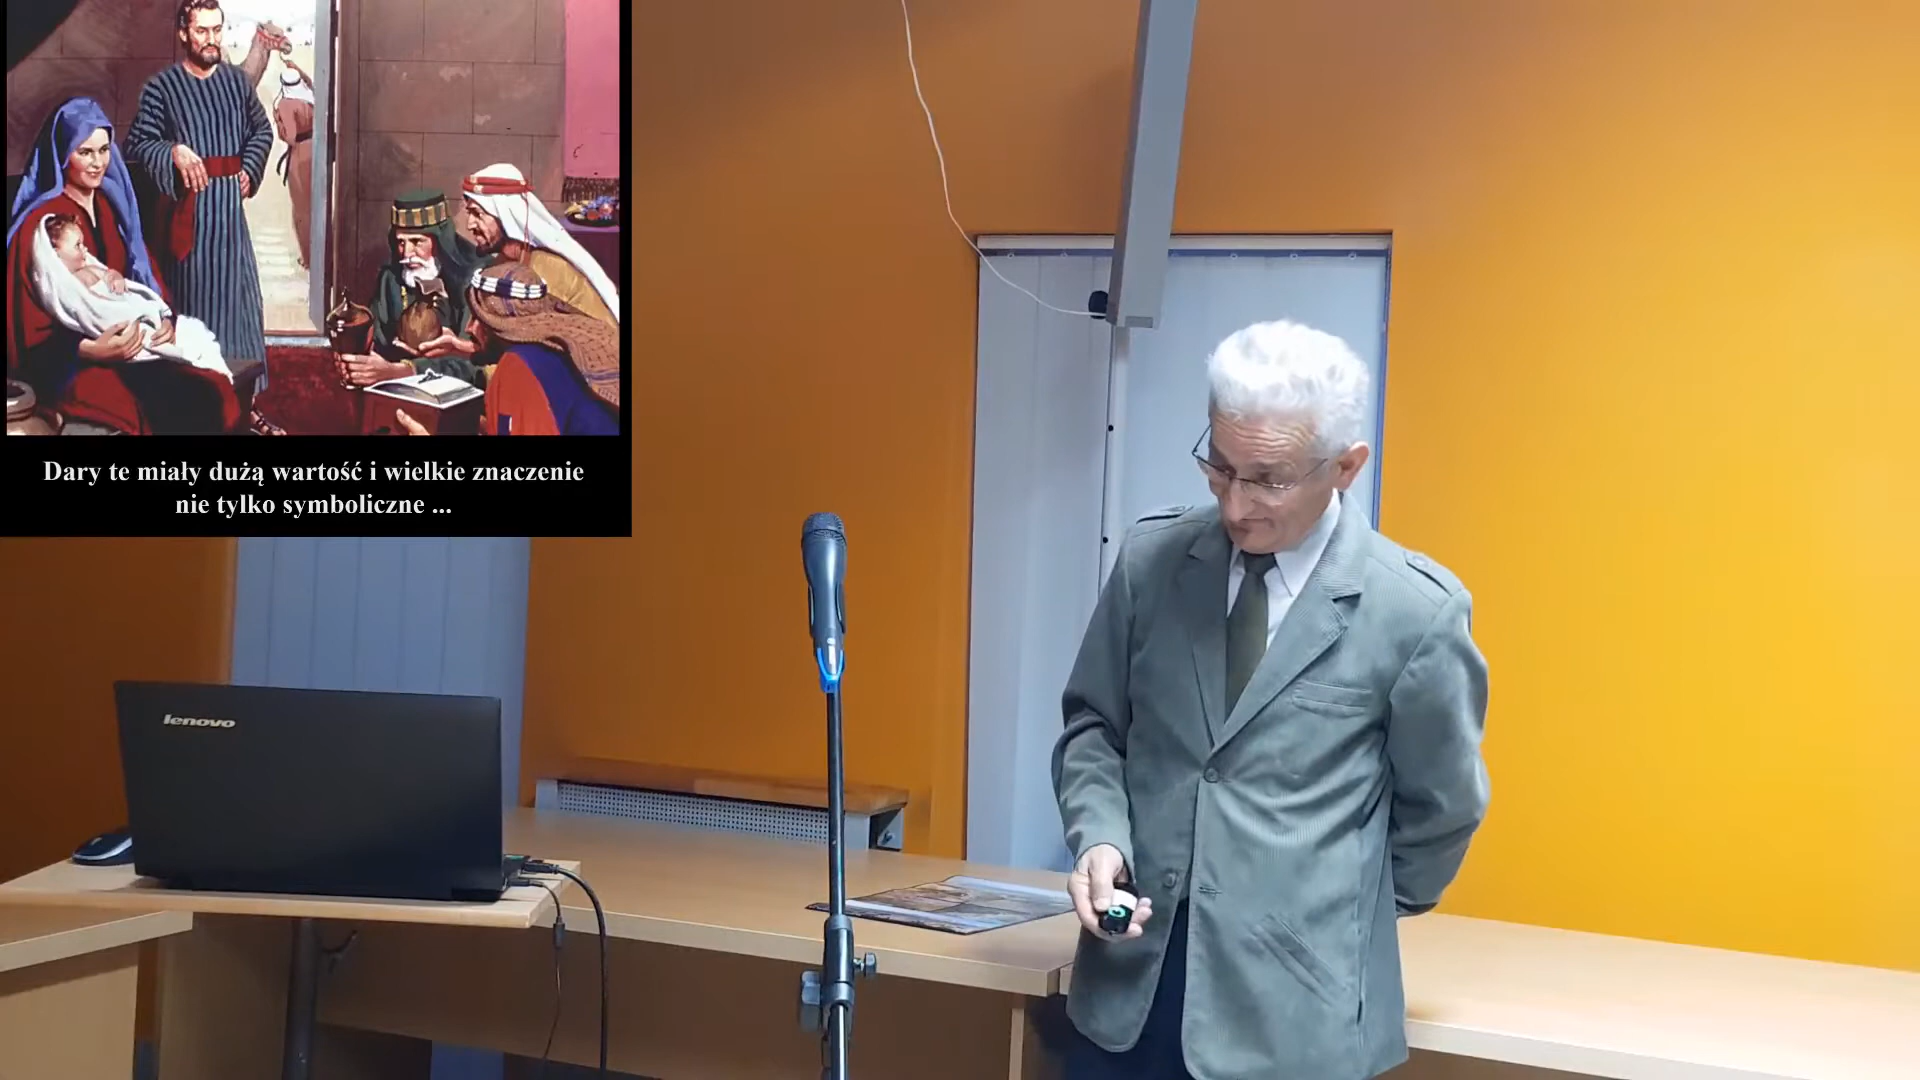 Dary te miały dużą wartość i wielkie znaczenie
nie tylko symboliczne ...
lenovo